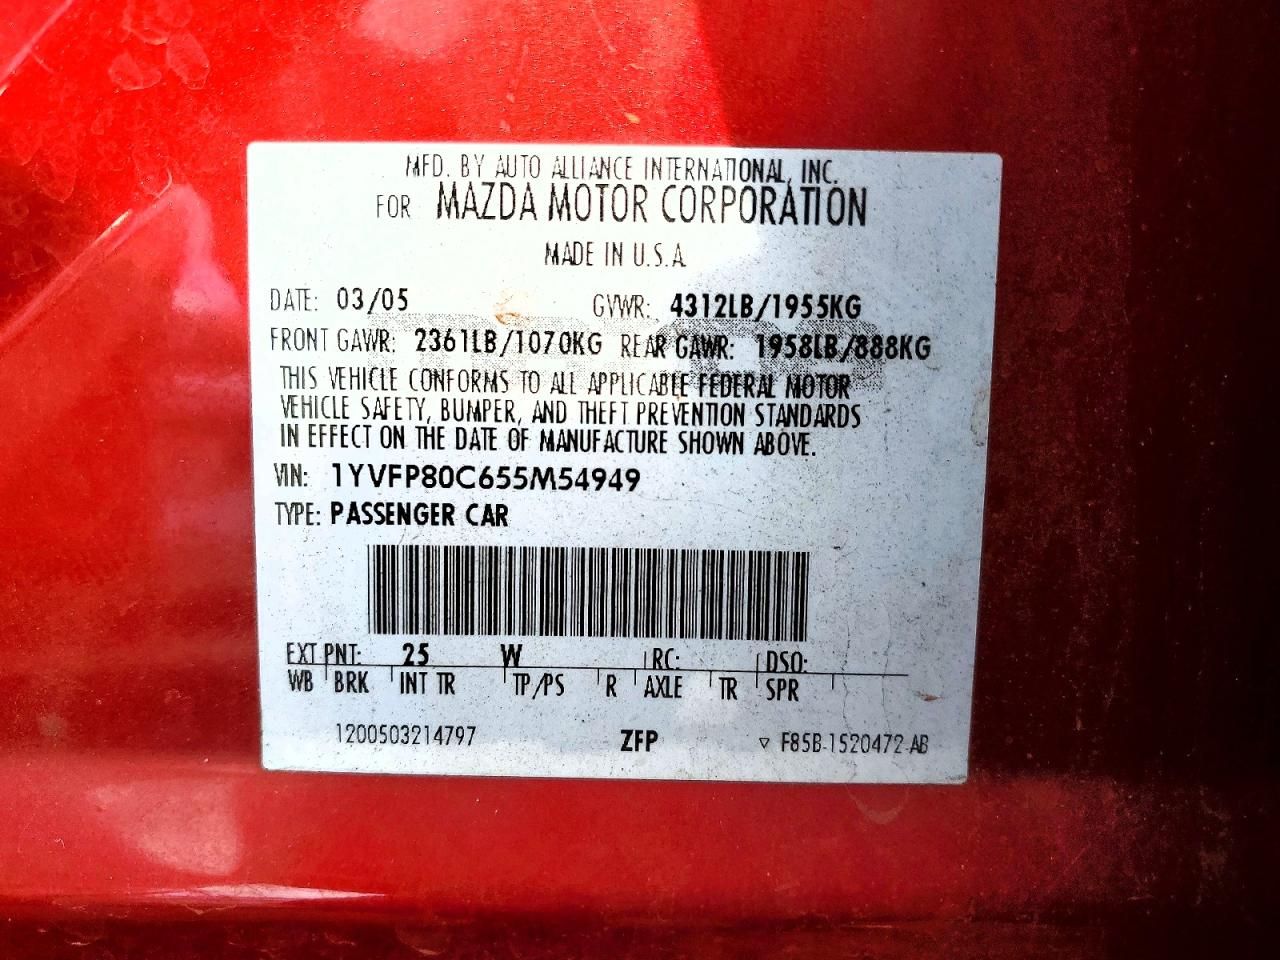 MFD. BY AUTO ALLIANCE INTERNATIONAL, INC.
FOR MAZDA MOTOR CORPORATION
MADE IN U.S.A
DATE: 03/05 GVWR: 4312LB/1955KG
FRONT GAWR: 2361LB/1070KG REAR GAWR: 1958LB/888KG
THIS VEHICLE CONFORMS TO ALL APPLICABLE FEDERAL MOTOR
VEHICLE SAFETY, BUMPER, AND THEFT PREVENTION STANDARDS
IN EFFECT ON THE DATE OF MANUFACTURE SHOWN ABOVE.
VIN: 1YVFP80C655M54949
TYPE: PASSENGER CAR
EXT PNT: 25 W RC: DSO:
WB BRK INT TR TP/PS R AXLE TR SPR
1200503214797 ZFP ▽ F85B-1520472-AB